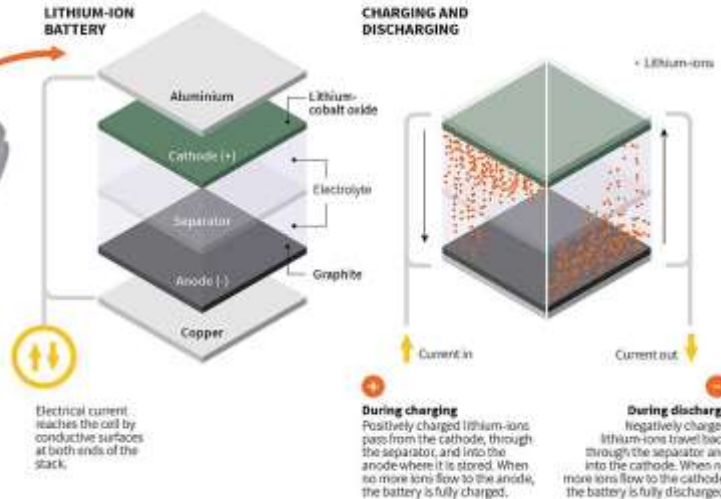 LITHIUM-ION
BATTERY
Aluminium
Lithium-
cobalt oxide
Cathode (+)
Electrolyte
Separator
Anode (-)
Graphite
Copper
Electrical current
reaches the cell by
conductive surfaces
at both ends of the
stack.
CHARGING AND
DISCHARGING
• Lithium-ions
Current in
Current out
+
During charging
Positively charged lithium-ions
pass from the cathode, through
the separator, and into the
anode where it is stored. When
no more ions flow to the anode,
the battery is fully charged.
–
During discharg
Negatively charge
lithium-ions travel bac
through the separator an
into the cathode. When n
more ions flow to the cathod
the battery is fully discharge